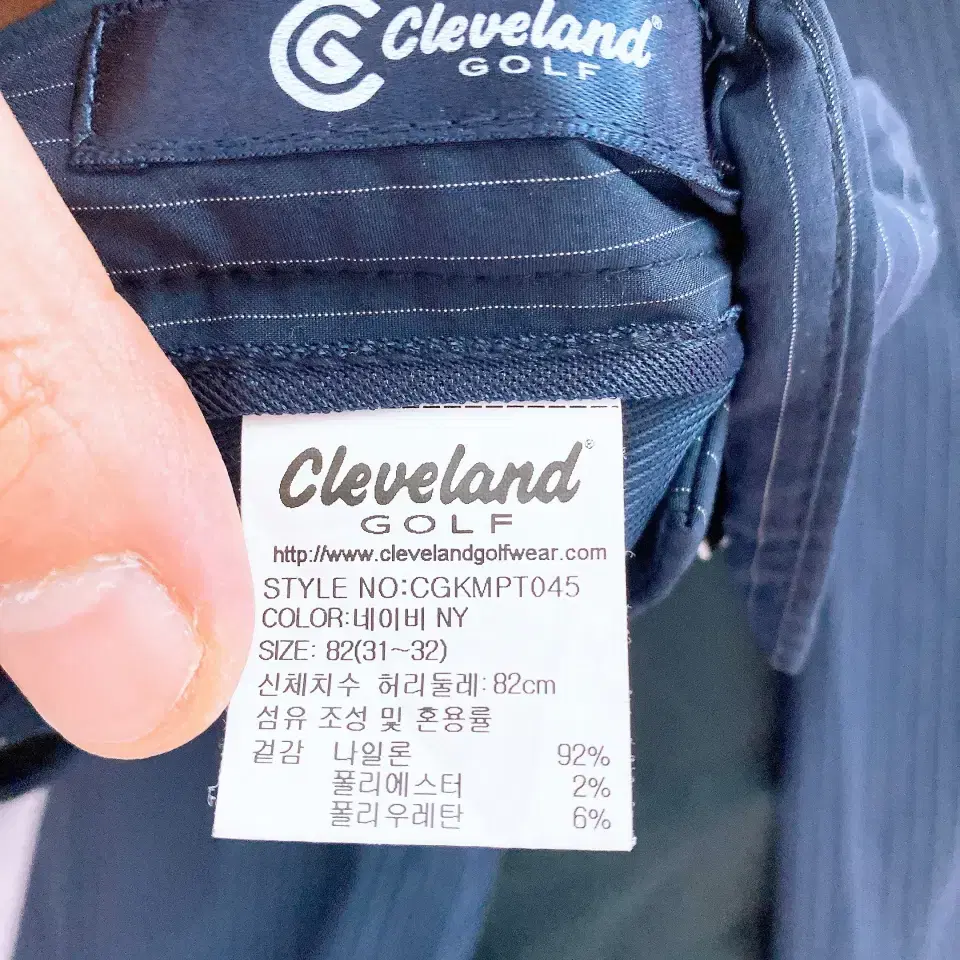 CG Cleveland®
GOLF
Cleveland®
GOLF
http://www.clevelandgolfwear.com
STYLE NO:CGKMPT045
COLOR:네이비 NY
SIZE: 82(31~32)
신체치수 허리둘레:82cm
섬유 조성 및 혼용률
겉감 나일론 92%
폴리에스터 2%
폴리우레탄 6%